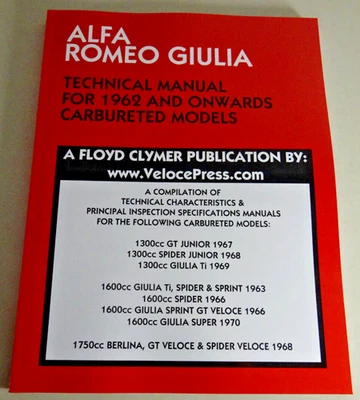 ALFA
ROMEO GIULIA
TECHNICAL MANUAL
FOR 1962 AND ONWARDS
CARBURETED MODELS
A FLOYD CLYMER PUBLICATION BY:
www.VelocePress.com
A COMPILATION OF
TECHNICAL CHARACTERISTICS &
PRINCIPAL INSPECTION SPECIFICATIONS MANUALS
FOR THE FOLLOWING CARBURETED MODELS:
1300cc GT JUNIOR 1967
1300cc SPIDER JUNIOR 1968
1300cc GIULIA Ti 1969
1600cc GIULIA Ti, SPIDER & SPRINT 1963
1600cc SPIDER 1966
1600cc GIULIA SPRINT GT VELOCE 1966
1600cc GIULIA SUPER 1970
1750cc BERLINA, GT VELOCE & SPIDER VELOCE 1968